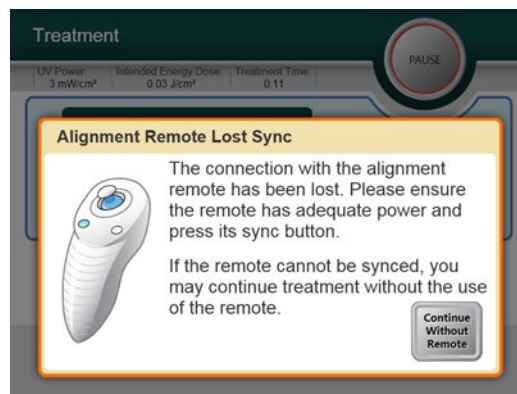 Treatment
PAUSE
UV Power: Intended Energy Dose: Treatment Time:
3 mW/cm² 0.03 J/cm² 0:11
Alignment Remote Lost Sync
The connection with the alignment
remote has been lost. Please ensure
the remote has adequate power and
press its sync button.
If the remote cannot be synced, you
may continue treatment without the use
of the remote.
Continue
Without
Remote